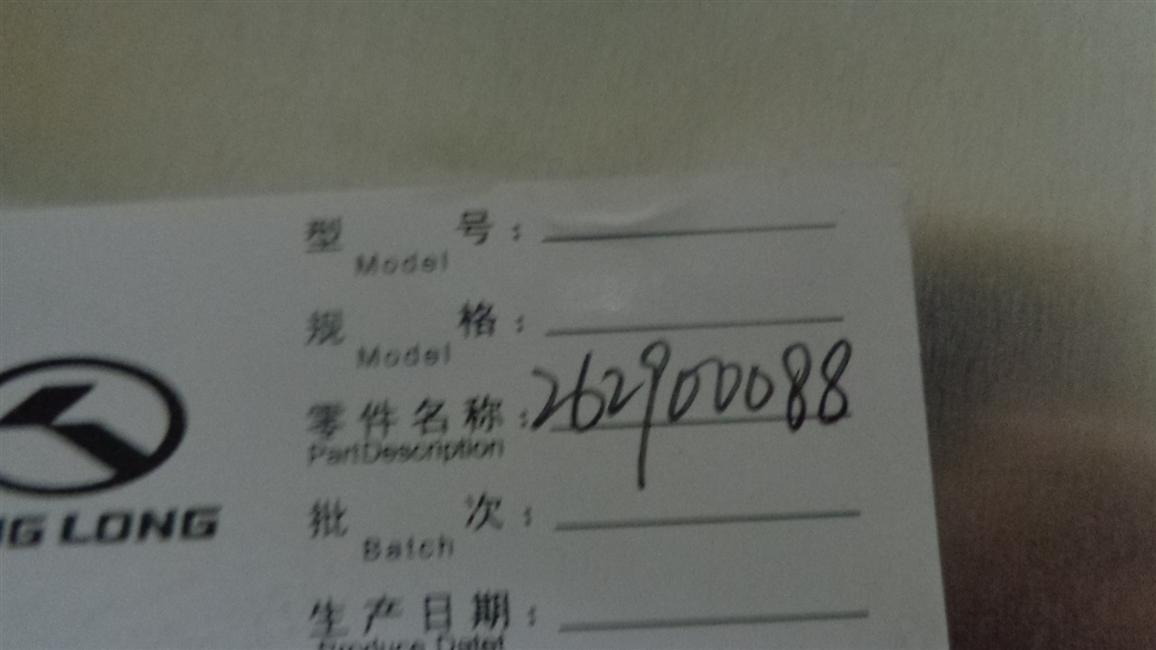 型号：
Model
规格：
Model
零件名称：262900088
PartDescription
批次：
Batch
生产日期：
LONG